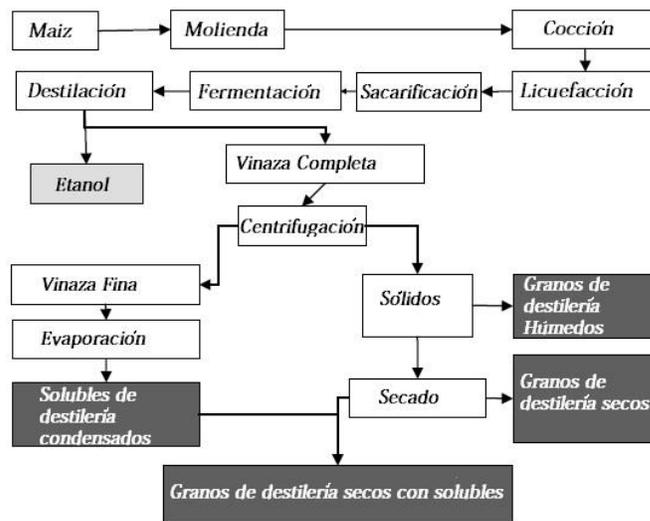 Maiz
Molienda
Cocción
Destilación
Fermentación
Sacarificación
Licuefacción
Etanol
Vinaza Completa
Centrifugación
Vinaza Fina
Sólidos
Granos de
destilería
Húmedos
Evaporación
Solubles de
destilería
condensados
Secado
Granos de
destilería secos
Granos de destilería secos con solubles